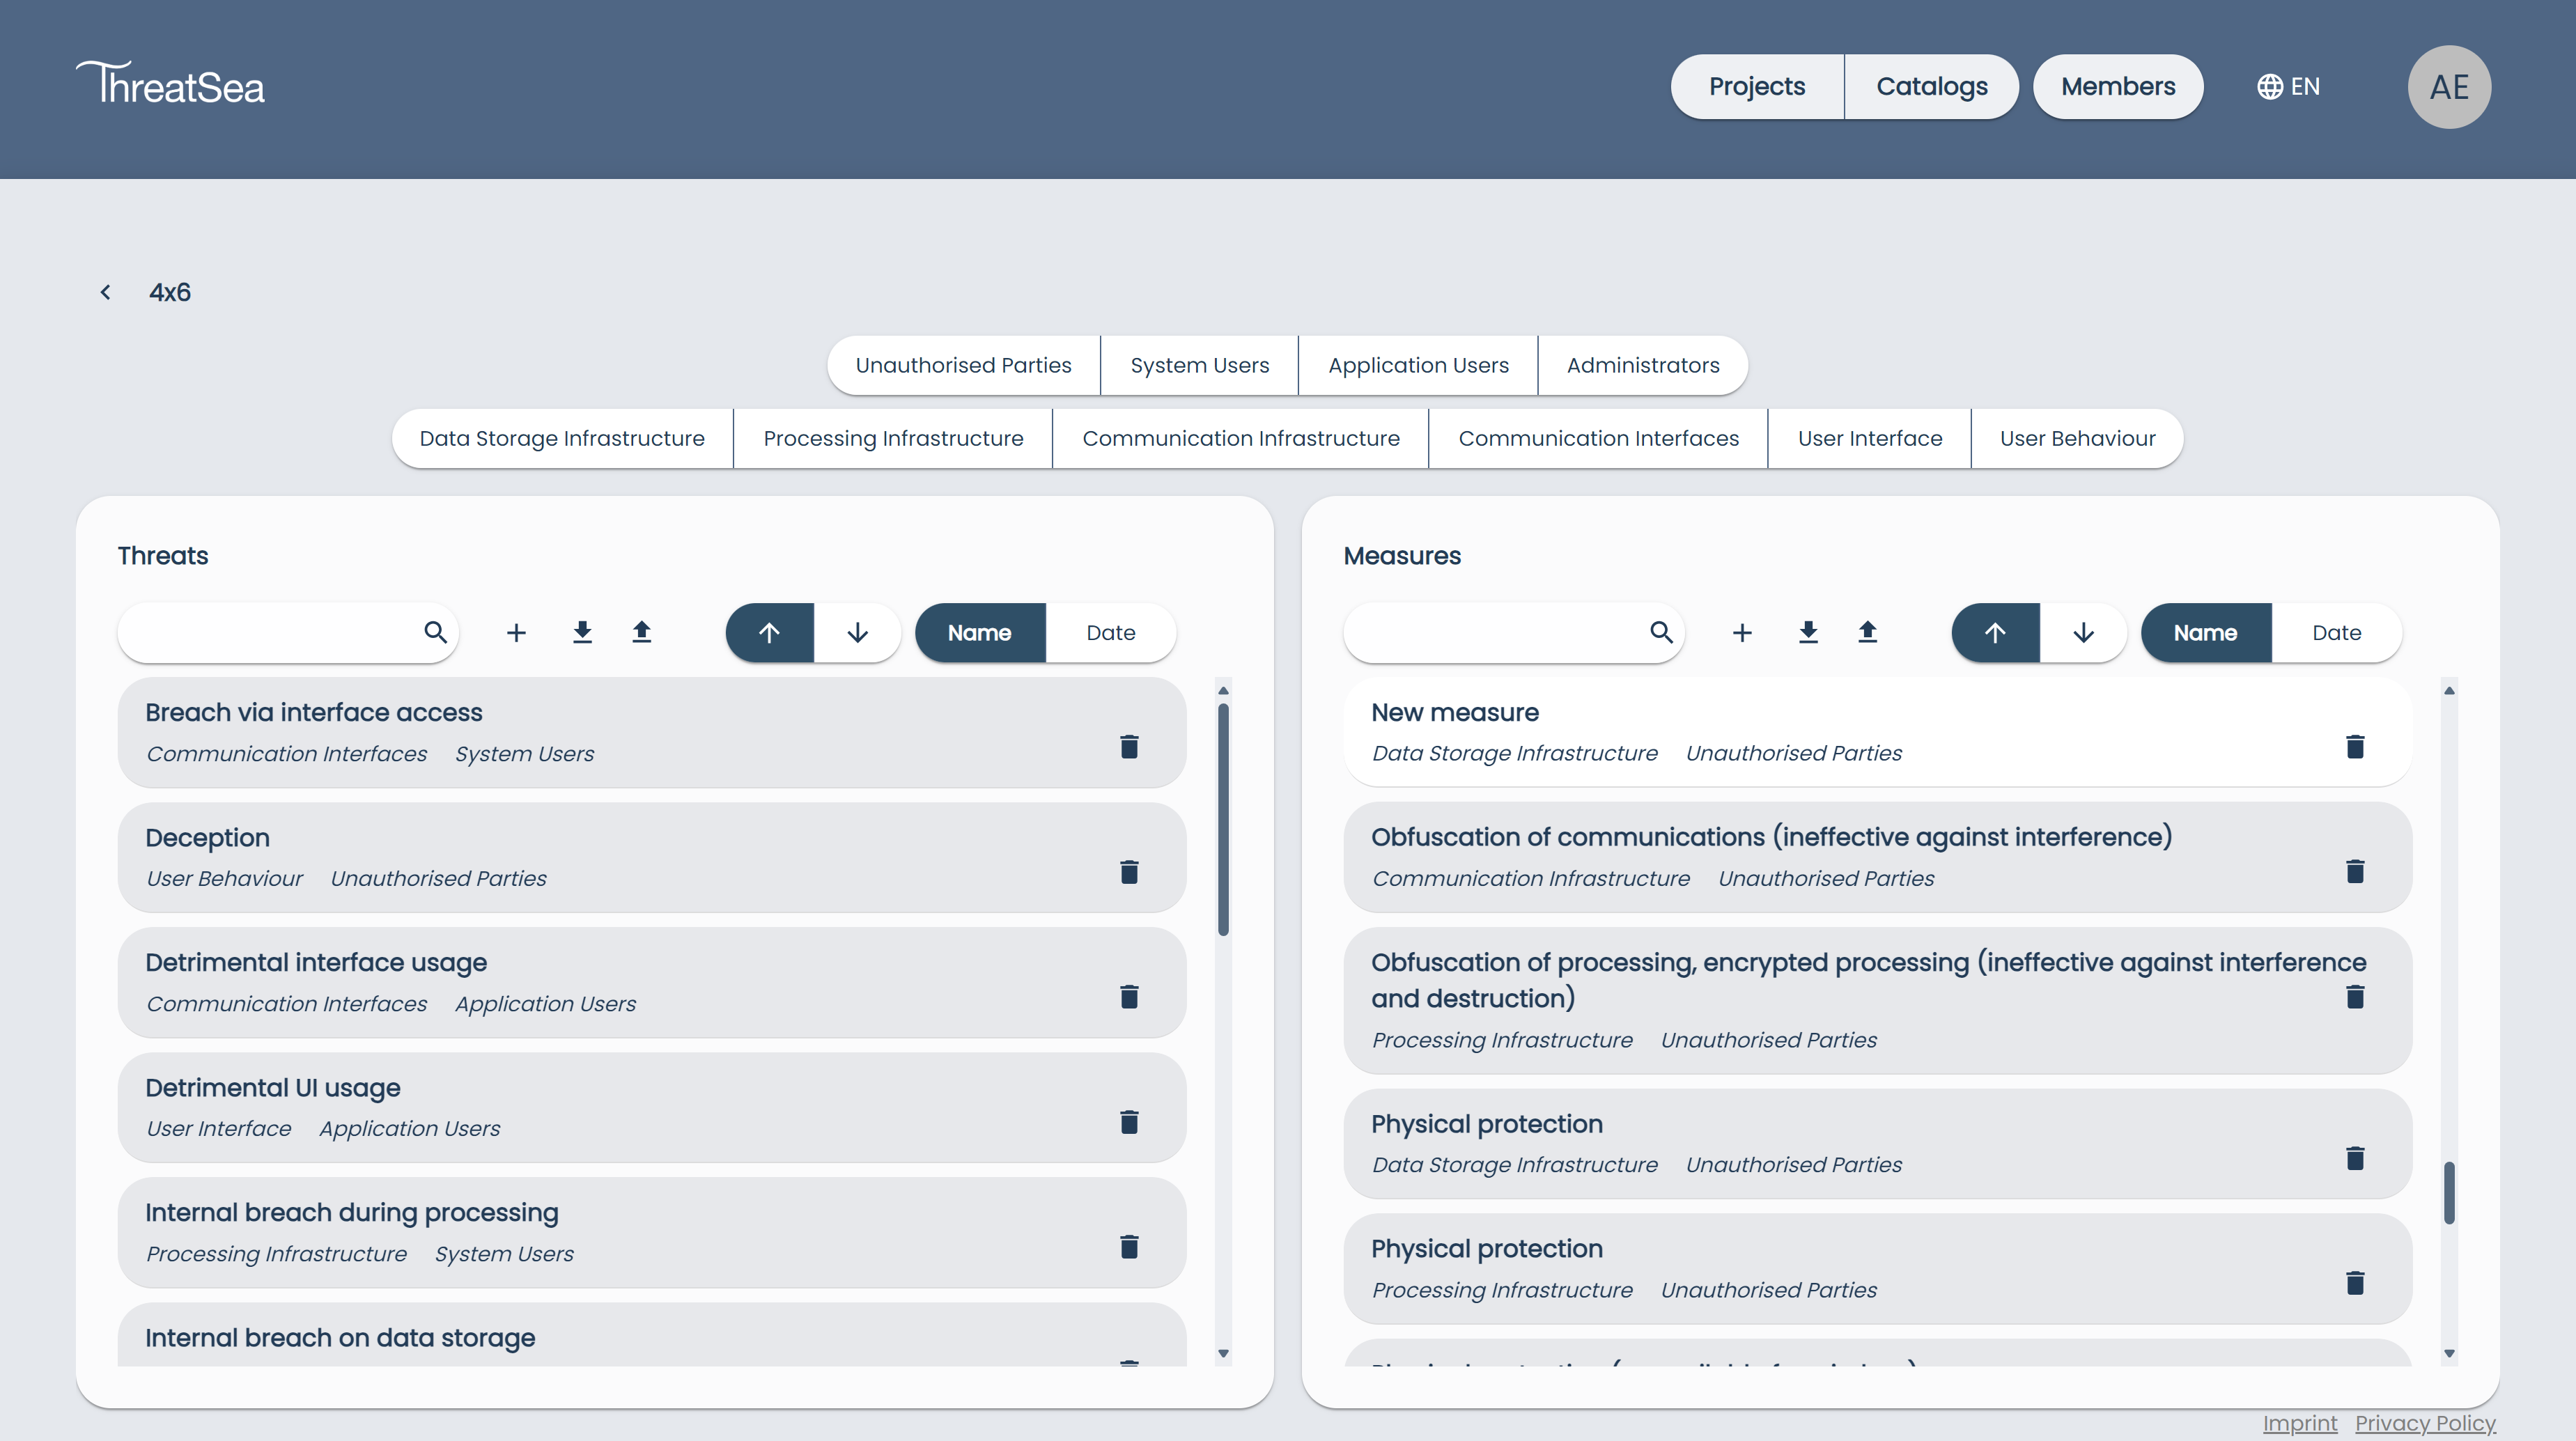 ThreatSea
Projects
Catalogs
Members
EN
AE
4x6
Unauthorised Parties
System Users
Application Users
Administrators
Data Storage Infrastructure
Processing Infrastructure
Communication Infrastructure
Communication Interfaces
User Interface
User Behaviour
Threats
Name
Date
Breach via interface access
Communication Interfaces System Users
Deception
User Behaviour Unauthorised Parties
Detrimental interface usage
Communication Interfaces Application Users
Detrimental UI usage
User Interface Application Users
Internal breach during processing
Processing Infrastructure System Users
Internal breach on data storage
Measures
Name
Date
New measure
Data Storage Infrastructure Unauthorised Parties
Obfuscation of communications (ineffective against interference)
Communication Infrastructure Unauthorised Parties
Obfuscation of processing, encrypted processing (ineffective against interference
and destruction)
Processing Infrastructure Unauthorised Parties
Physical protection
Data Storage Infrastructure Unauthorised Parties
Physical protection
Processing Infrastructure Unauthorised Parties
Imprint
Privacy Policy